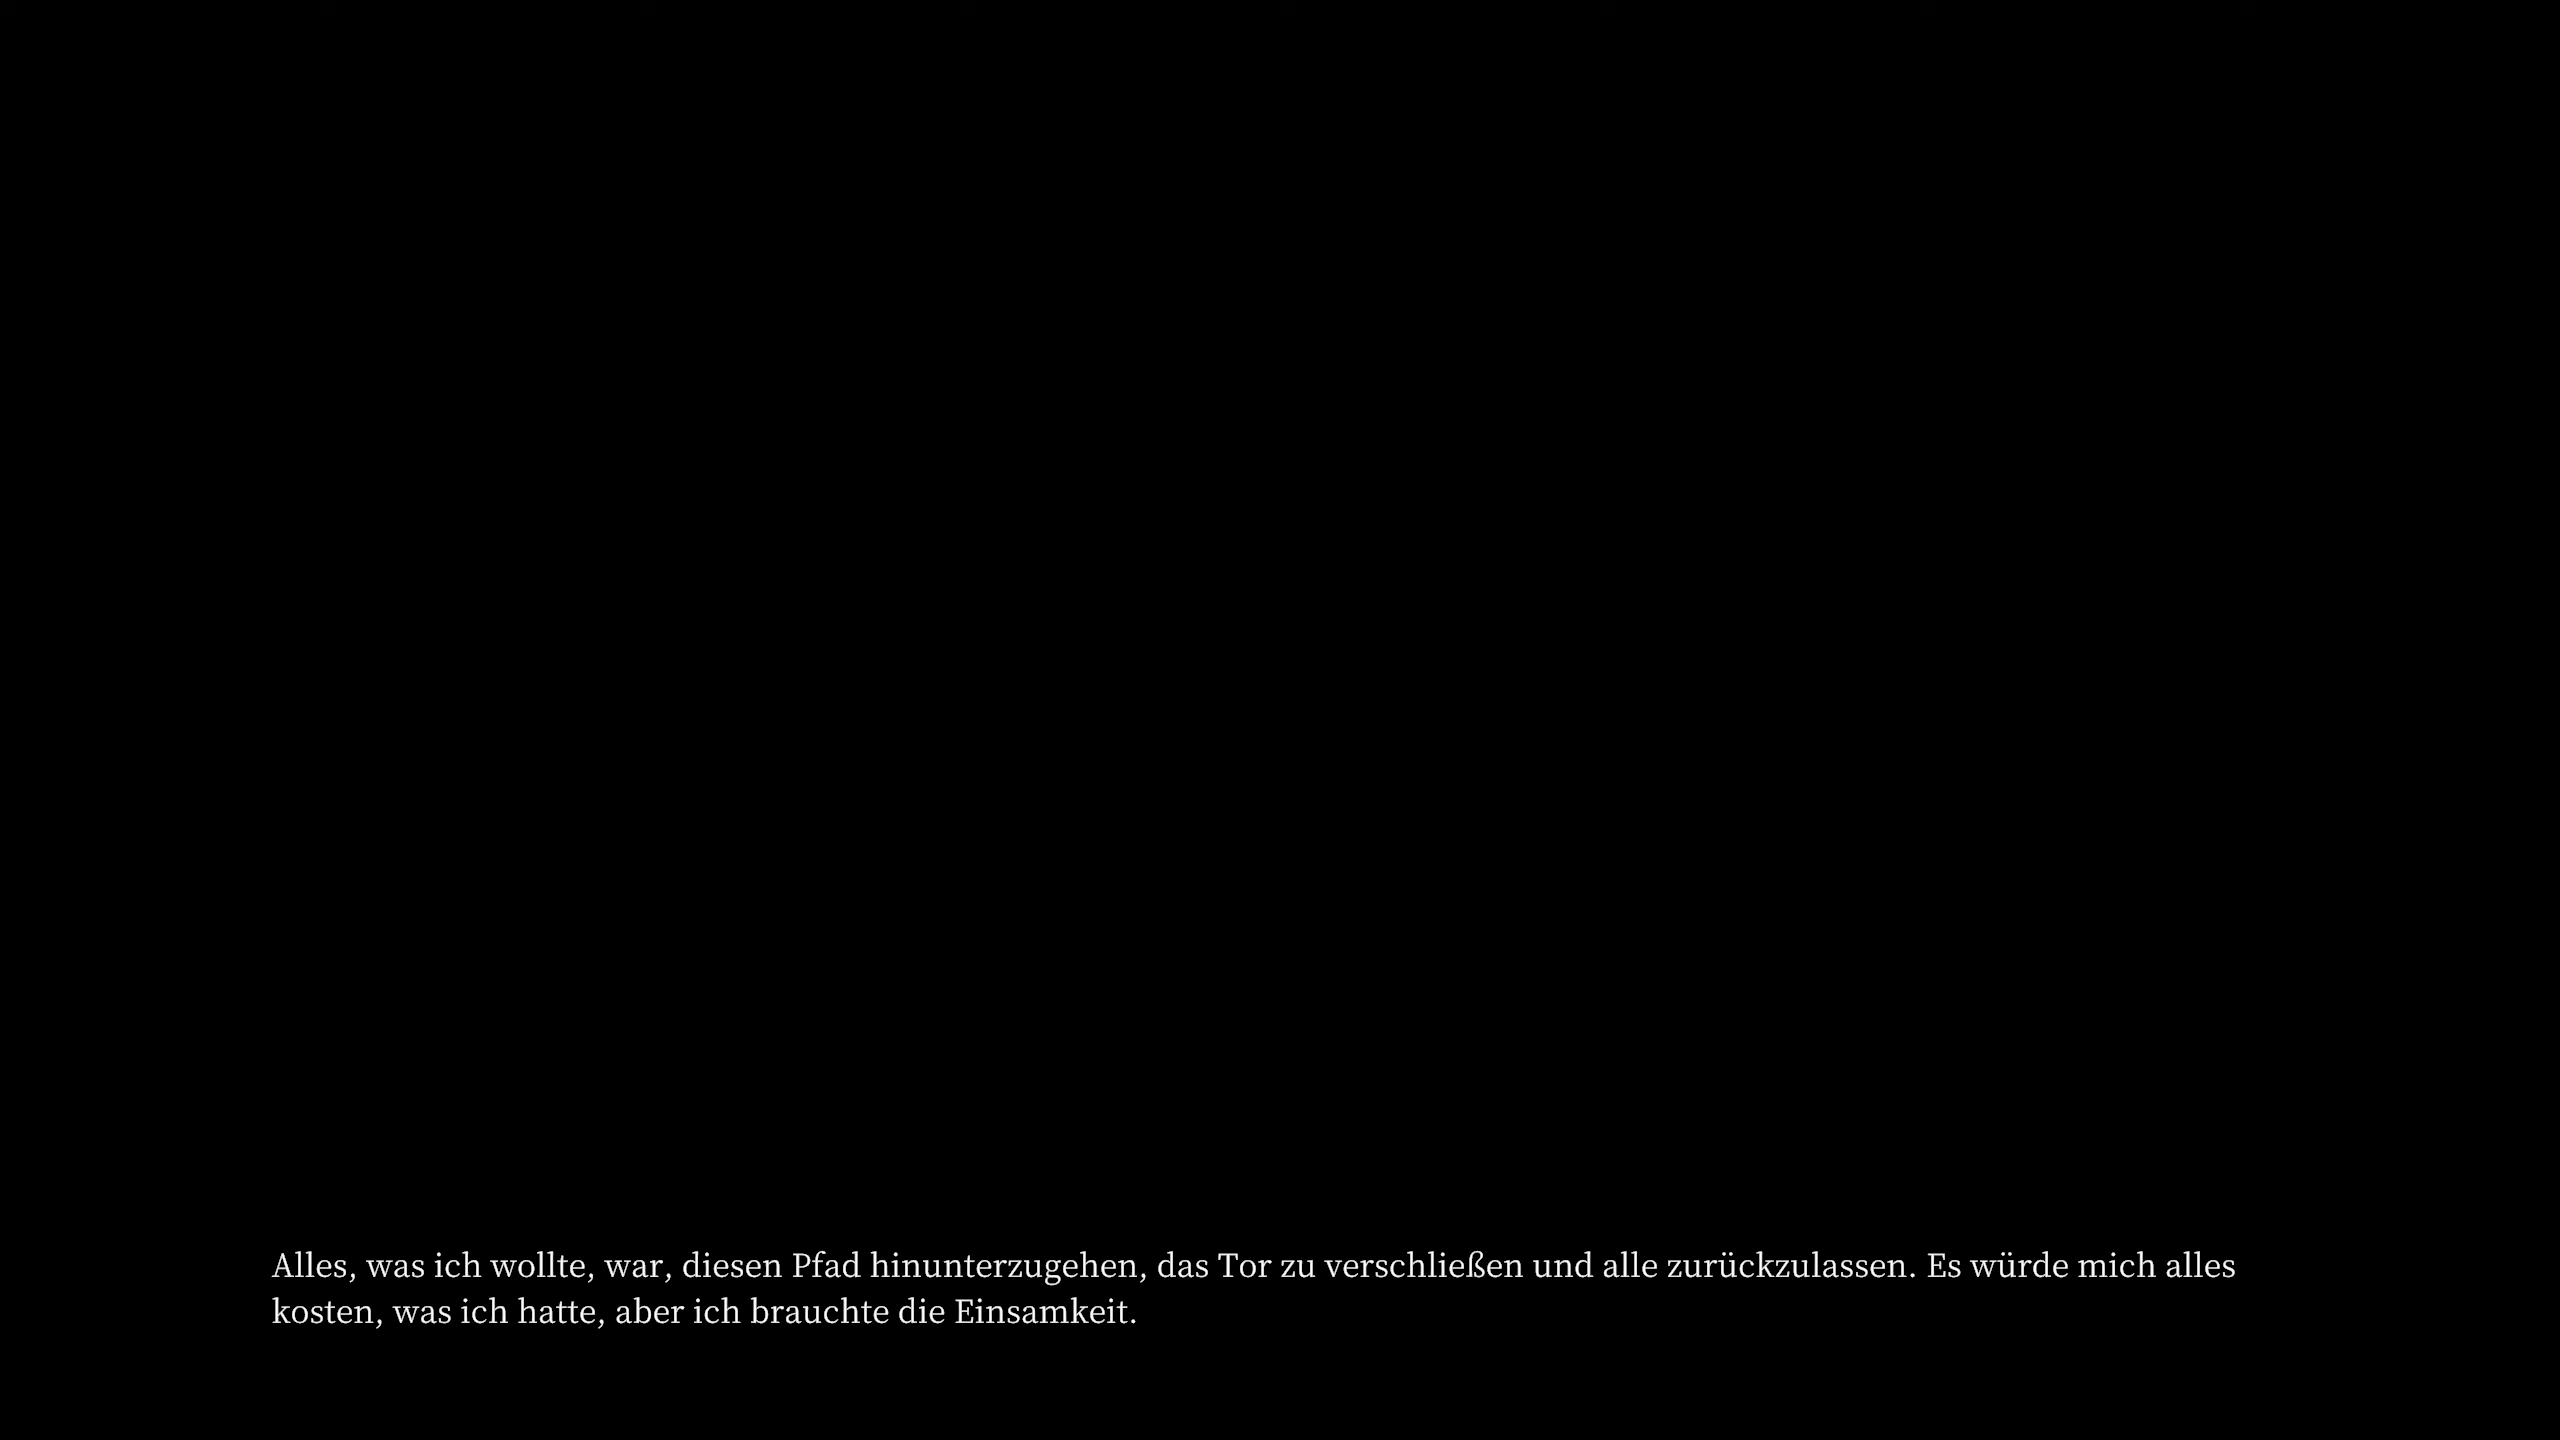 Alles, was ich wollte, war, diesen Pfad hinunterzugehen, das Tor zu verschließen und alle zurückzulassen. Es würde mich alles
kosten, was ich hatte, aber ich brauchte die Einsamkeit.